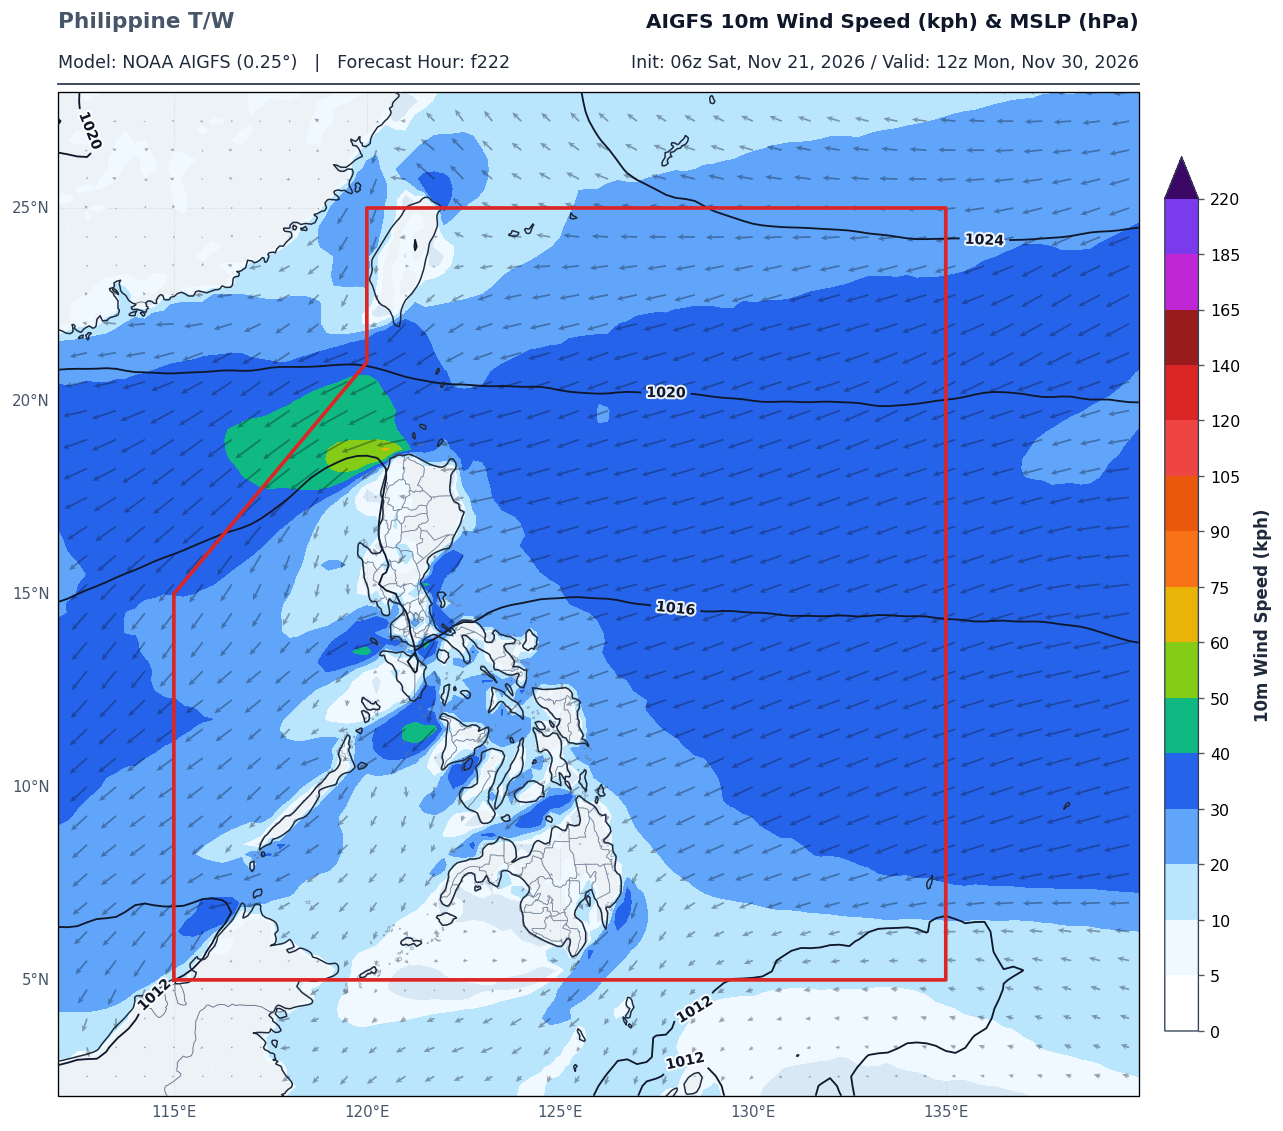 Philippine T/W
AIGFS 10m Wind Speed (kph) & MSLP (hPa)
Model: NOAA AIGFS (0.25°) | Forecast Hour: f222
Init: 06z Sat, Nov 21, 2026 / Valid: 12z Mon, Nov 30, 2026
1020
1024
1020
1016
1012
1012
1012
25°N
20°N
15°N
10°N
5°N
115°E
120°E
125°E
130°E
135°E
220
185
165
140
120
105
90
75
60
50
40
30
20
10
5
0
10m Wind Speed (kph)